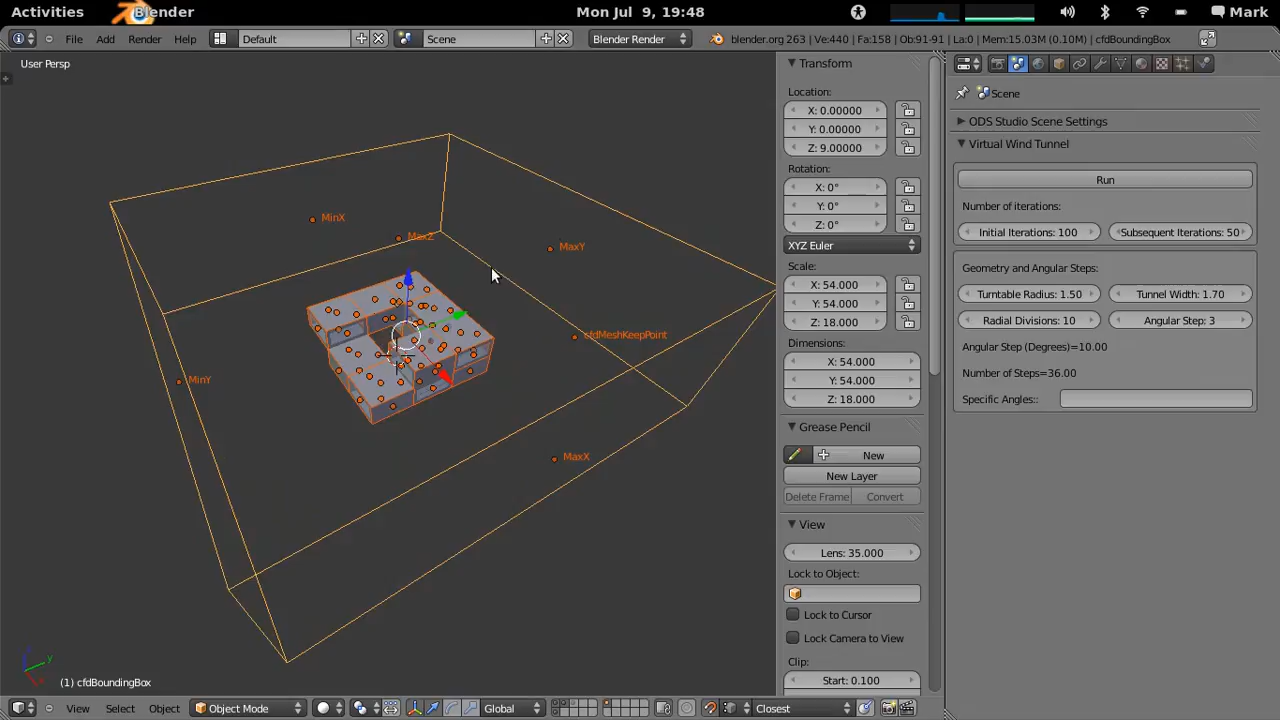 Activities Blender Mon Jul 9, 19:48 Mark
File Add Render Help Default Scene Blender Render blender.org 263 | Ve:440 | Fa:158 | Ob:91-91 | La:0 | Mem:15.03M (0.10M) | cfdBoundingBox
User Persp
MinX
MaxZ
MaxY
cfdMeshKeepPoint
MinY
MaxX
y
(1) cfdBoundingBox
View Select Object Object Mode Global Closest
Transform
Location:
X: 0.00000
Y: 0.00000
Z: 9.00000
Rotation:
X: 0°
Y: 0°
Z: 0°
XYZ Euler
Scale:
X: 54.000
Y: 54.000
Z: 18.000
Dimensions:
X: 54.000
Y: 54.000
Z: 18.000
Grease Pencil
New
New Layer
Delete Frame Convert
View
Lens: 35.000
Lock to Object:
Lock to Cursor
Lock Camera to View
Clip:
Start: 0.100
Scene
ODS Studio Scene Settings
Virtual Wind Tunnel
Run
Number of iterations:
Initial Iterations: 100 Subsequent Iterations: 50
Geometry and Angular Steps:
Turntable Radius: 1.50 Tunnel Width: 1.70
Radial Divisions: 10 Angular Step: 3
Angular Step (Degrees)=10.00
Number of Steps=36.00
Specific Angles::